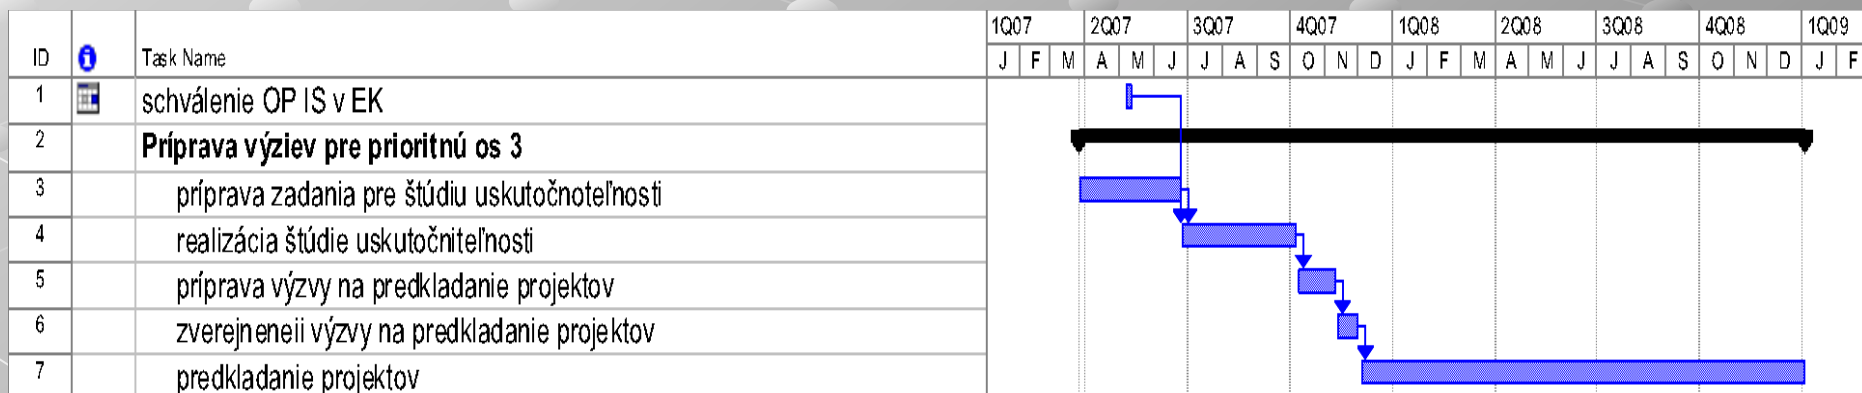 1Q07 2Q07 3Q07 4Q07 1Q08 2Q08 3Q08 4Q08 1Q09
ID Task Name J F M A M J J A S O N D J F M A M J J A S O N D J F
1 schválenie OP IS v EK
2 Príprava výziev pre prioritnú os 3
3 príprava zadania pre štúdiu uskutočnoteľnosti
4 realizácia štúdie uskutočniteľnosti
5 príprava výzvy na predkladanie projektov
6 zverejneneii výzvy na predkladanie projektov
7 predkladanie projektov